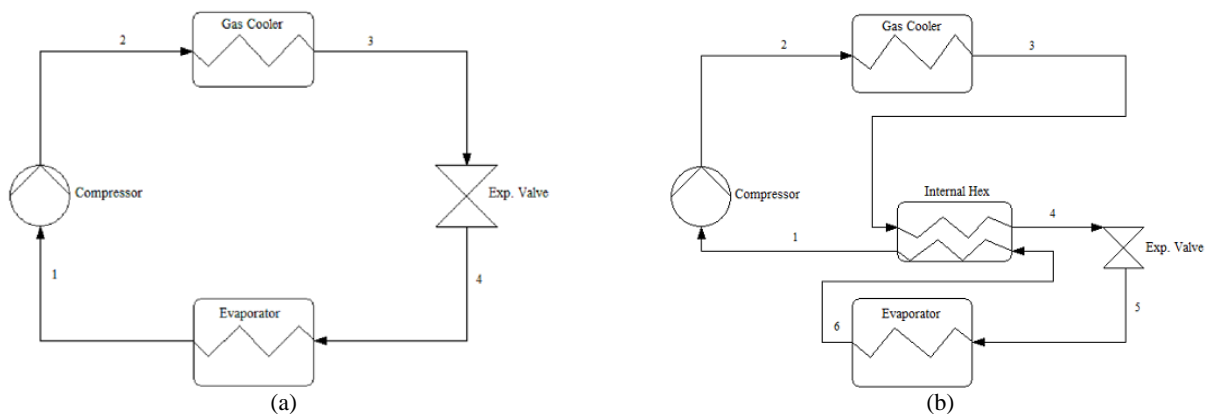 Gas Cooler
2
3
Compressor
Exp. Valve
1
4
Evaporator
(a)
Gas Cooler
2
3
Compressor
Internal Hex
4
1
Exp. Valve
5
6
Evaporator
(b)